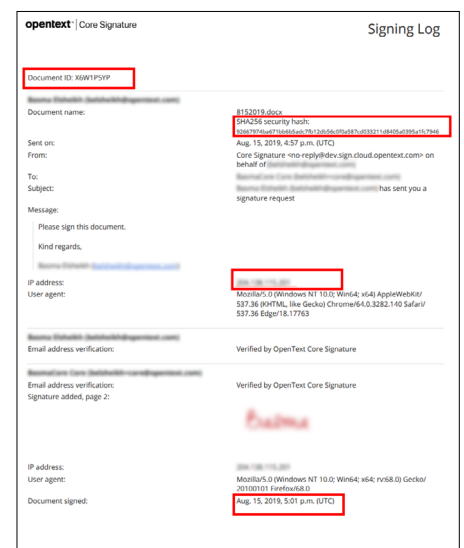 opentext™ | Core Signature
Signing Log
Document ID: X6W1PSYP
Document name: 8152019.docx
SHA256 security hash:
Sent on: Aug. 15, 2019, 4:57 p.m. (UTC)
From: Core Signature <no-reply@dev.sign.cloud.opentext.com> on
behalf of
To:
Subject: has sent you a
signature request
Message:
Please sign this document.
Kind regards,
IP address:
User agent: Mozilla/5.0 (Windows NT 10.0; Win64; x64) AppleWebKit/
537.36 (KHTML, like Gecko) Chrome/64.0.3282.140 Safari/
537.36 Edge/18.17763
Email address verification: Verified by OpenText Core Signature
Email address verification: Verified by OpenText Core Signature
Signature added, page 2:
IP address:
User agent: Mozilla/5.0 (Windows NT 10.0; Win64; x64; rv:68.0) Gecko/
20100101 Firefox/68.0
Document signed: Aug. 15, 2019, 5:01 p.m. (UTC)